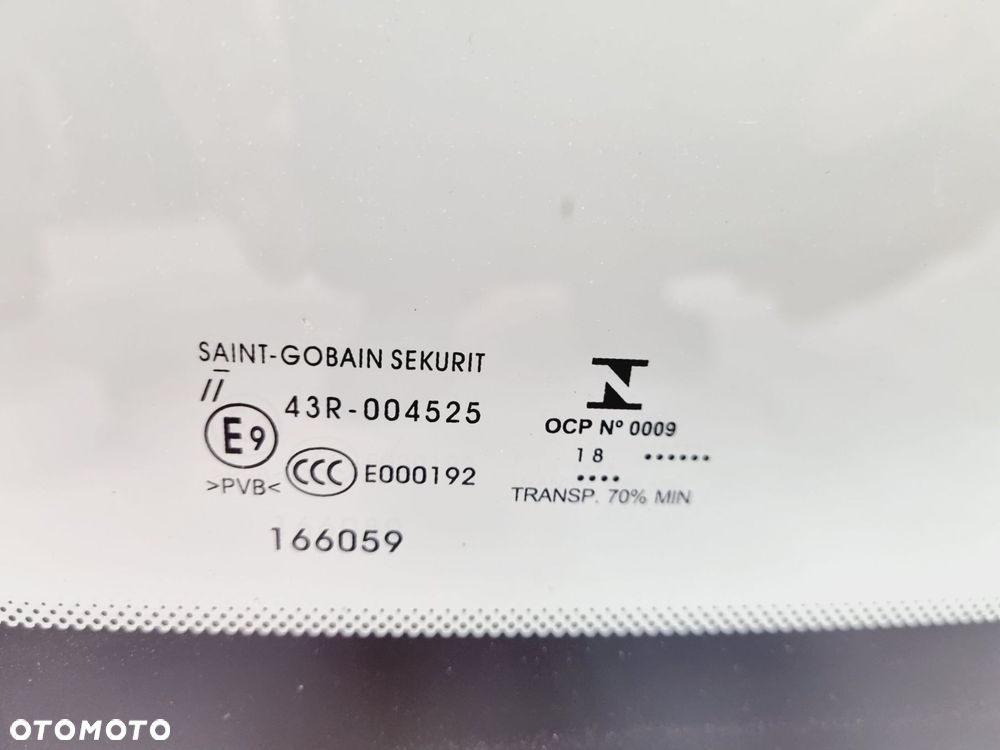 SAINT-GOBAIN SEKURIT
//
43R-004525
E9
CCC E000192
>PVB<
166059
N
OCP Nº 0009
18 ......
....
TRANSP. 70% MIN
OTOMOTO